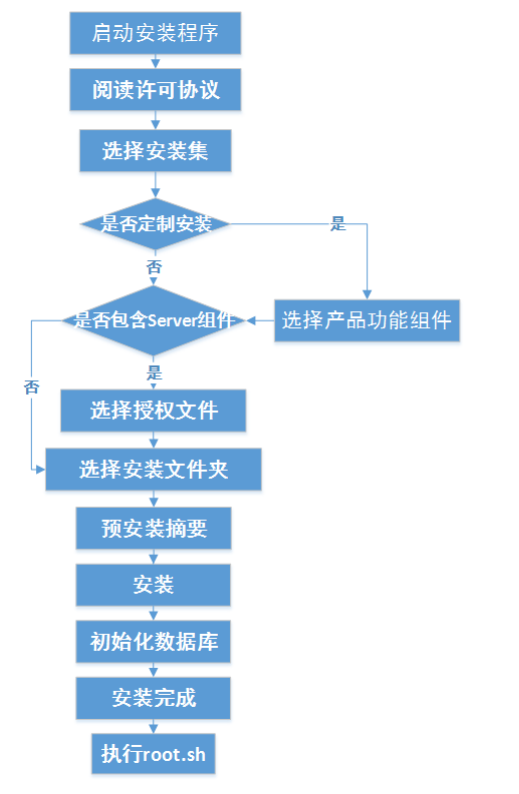 启动安装程序
阅读许可协议
选择安装集
是否定制安装
是
否
是否包含Server组件
选择产品功能组件
否
是
选择授权文件
选择安装文件夹
预安装摘要
安装
初始化数据库
安装完成
执行root.sh